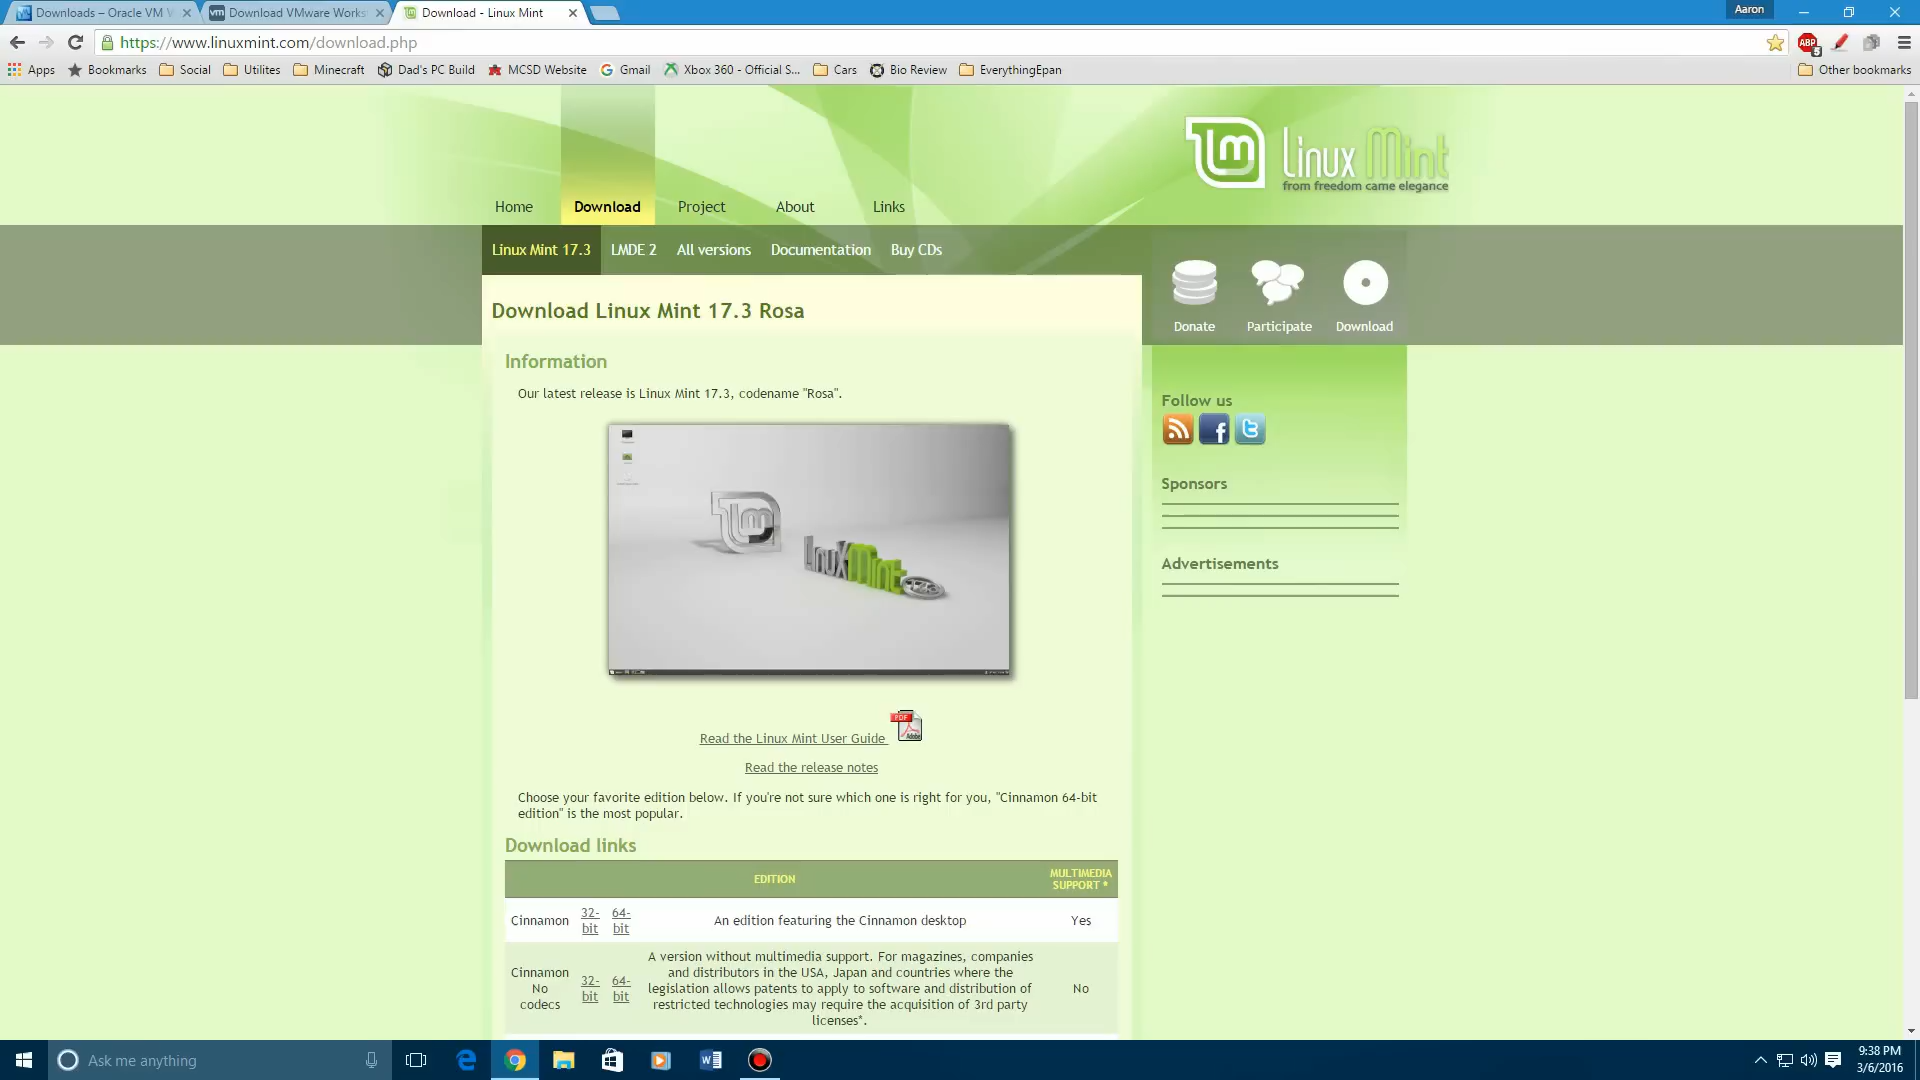 Downloads – Oracle VM V
Download VMware Works
Download - Linux Mint
Aaron
https://www.linuxmint.com/download.php
ABP
5
Apps
Bookmarks
Social
Utilites
Minecraft
Dad's PC Build
MCSD Website
Gmail
Xbox 360 - Official S...
Cars
Bio Review
EverythingEpan
Other bookmarks
Linux Mint
from freedom came elegance
Home
Download
Project
About
Links
Linux Mint 17.3
LMDE 2
All versions
Documentation
Buy CDs
Donate
Participate
Download
Download Linux Mint 17.3 Rosa
Information
Our latest release is Linux Mint 17.3, codename "Rosa".
LinuxMint 17.3
Follow us
Sponsors
Advertisements
Read the Linux Mint User Guide
PDF
Adobe
Read the release notes
Choose your favorite edition below. If you're not sure which one is right for you, "Cinnamon 64-bit
edition" is the most popular.
Download links
EDITION
MULTIMEDIA
SUPPORT *
Cinnamon
32-
bit
64-
bit
An edition featuring the Cinnamon desktop
Yes
Cinnamon
No
codecs
32-
bit
64-
bit
A version without multimedia support. For magazines, companies
and distributors in the USA, Japan and countries where the
legislation allows patents to apply to software and distribution of
restricted technologies may require the acquisition of 3rd party
licenses*.
No
Ask me anything
9:38 PM
3/6/2016